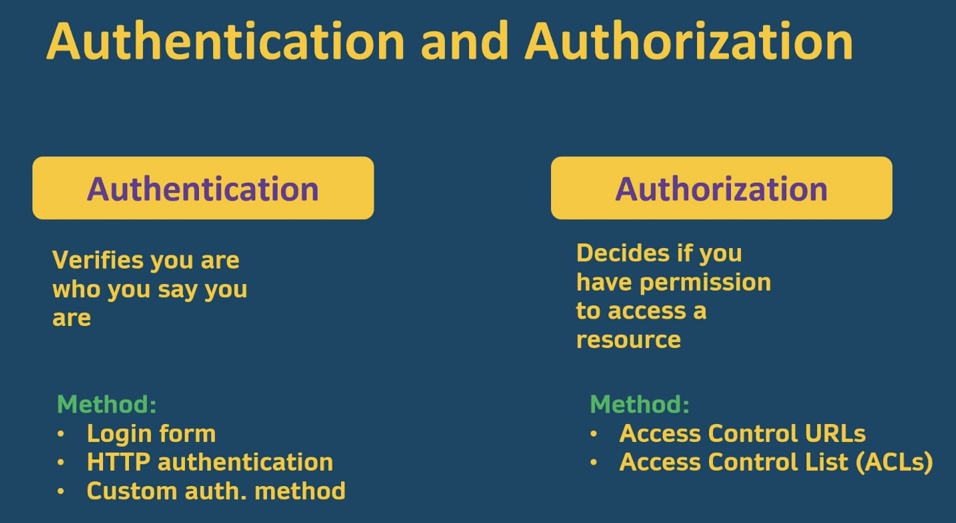 Authentication and Authorization
Authentication
Verifies you are
who you say you
are
Method:
• Login form
• HTTP authentication
• Custom auth. method
Authorization
Decides if you
have permission
to access a
resource
Method:
• Access Control URLs
• Access Control List (ACLs)